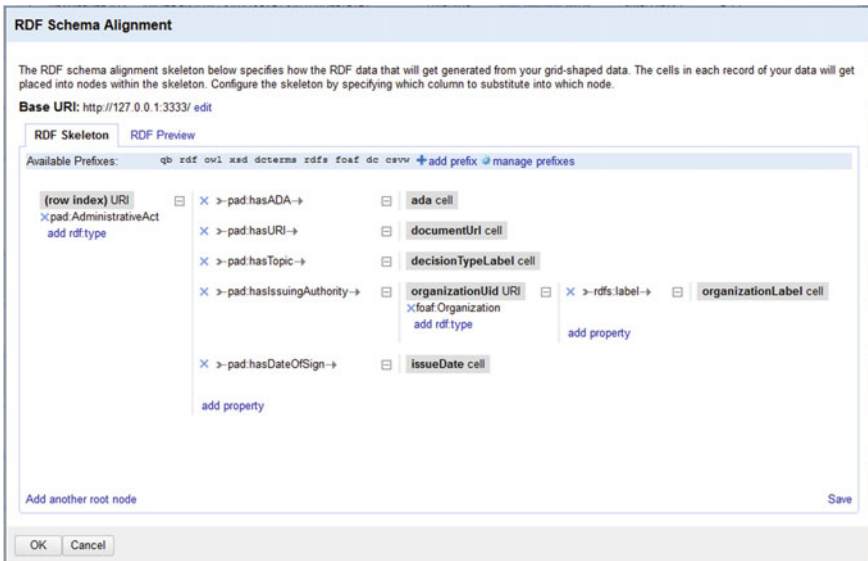 RDF Schema Alignment
The RDF schema alignment skeleton below specifies how the RDF data that will get generated from your grid-shaped data. The cells in each record of your data will get
placed into nodes within the skeleton. Configure the skeleton by specifying which column to substitute into which node.
Base URI: http://127.0.0.1:3333/ edit
RDF Skeleton RDF Preview
Available Prefixes: qb rdf owl xsd dcterms rdfs foaf dc csvw add prefix manage prefixes
(row index) URI pad:hasADA ada cell
pad:AdministrativeAct
add rdf:type
pad:hasURI documentUrl cell
pad:hasTopic decisionTypeLabel cell
pad:hasIssuingAuthority organizationUid URI rdfs:label organizationLabel cell
foaf:Organization
add rdf:type
add property
pad:hasDateOfSign issueDate cell
add property
Add another root node Save
OK Cancel